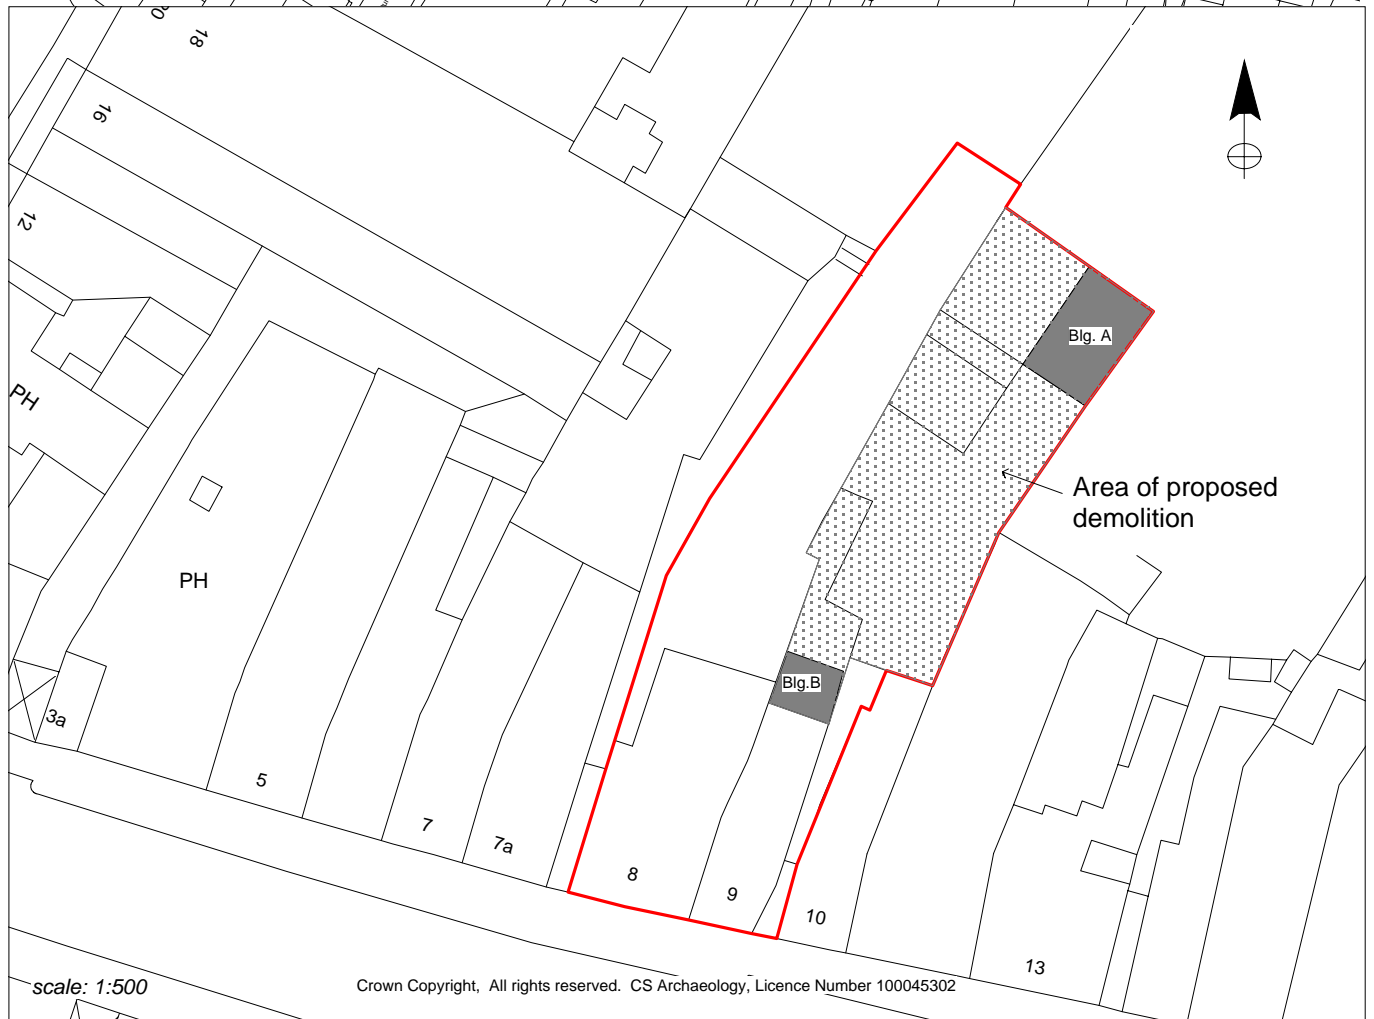 20
18
16
12
PH
Blg. A
Area of proposed
demolition
PH
Blg.B
3a
5
7
7a
8
9
10
13
scale: 1:500
Crown Copyright, All rights reserved. CS Archaeology, Licence Number 100045302